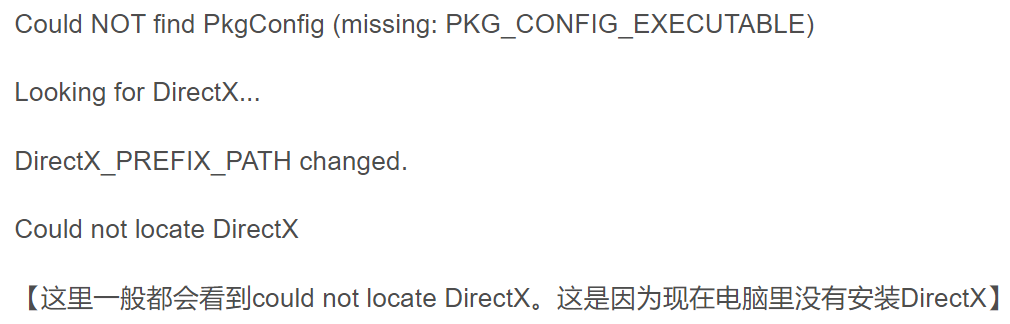 Could NOT find PkgConfig (missing: PKG_CONFIG_EXECUTABLE)
Looking for DirectX...
DirectX_PREFIX_PATH changed.
Could not locate DirectX
【这里一般都会看到could not locate DirectX。这是因为现在电脑里没有安装DirectX】